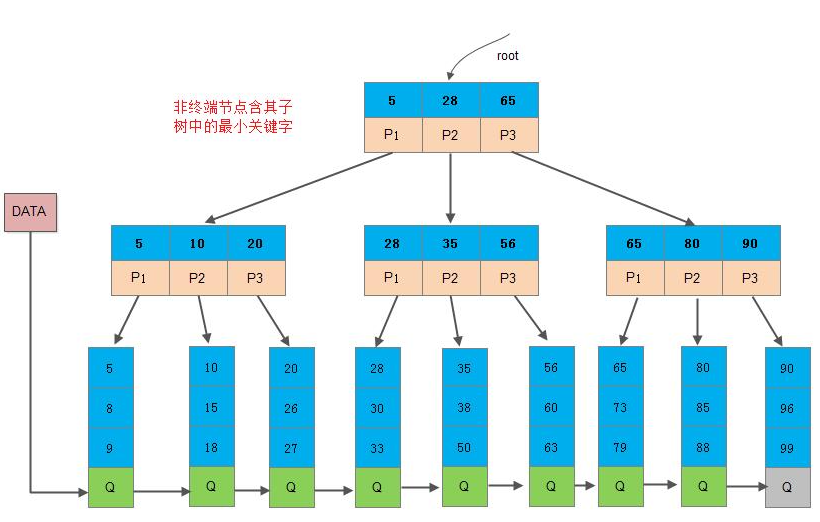 root
非终端节点含其子
树中的最小关键字
5 28 65
P1 P2 P3
DATA
5 10 20
28 35 56
65 80 90
P1 P2 P3
P1 P2 P3
P1 P2 P3
5 10 20 28 35 56 65 80 90
8 15 26 30 38 60 73 85 96
9 18 27 33 50 63 79 88 99
Q Q Q Q Q Q Q Q Q